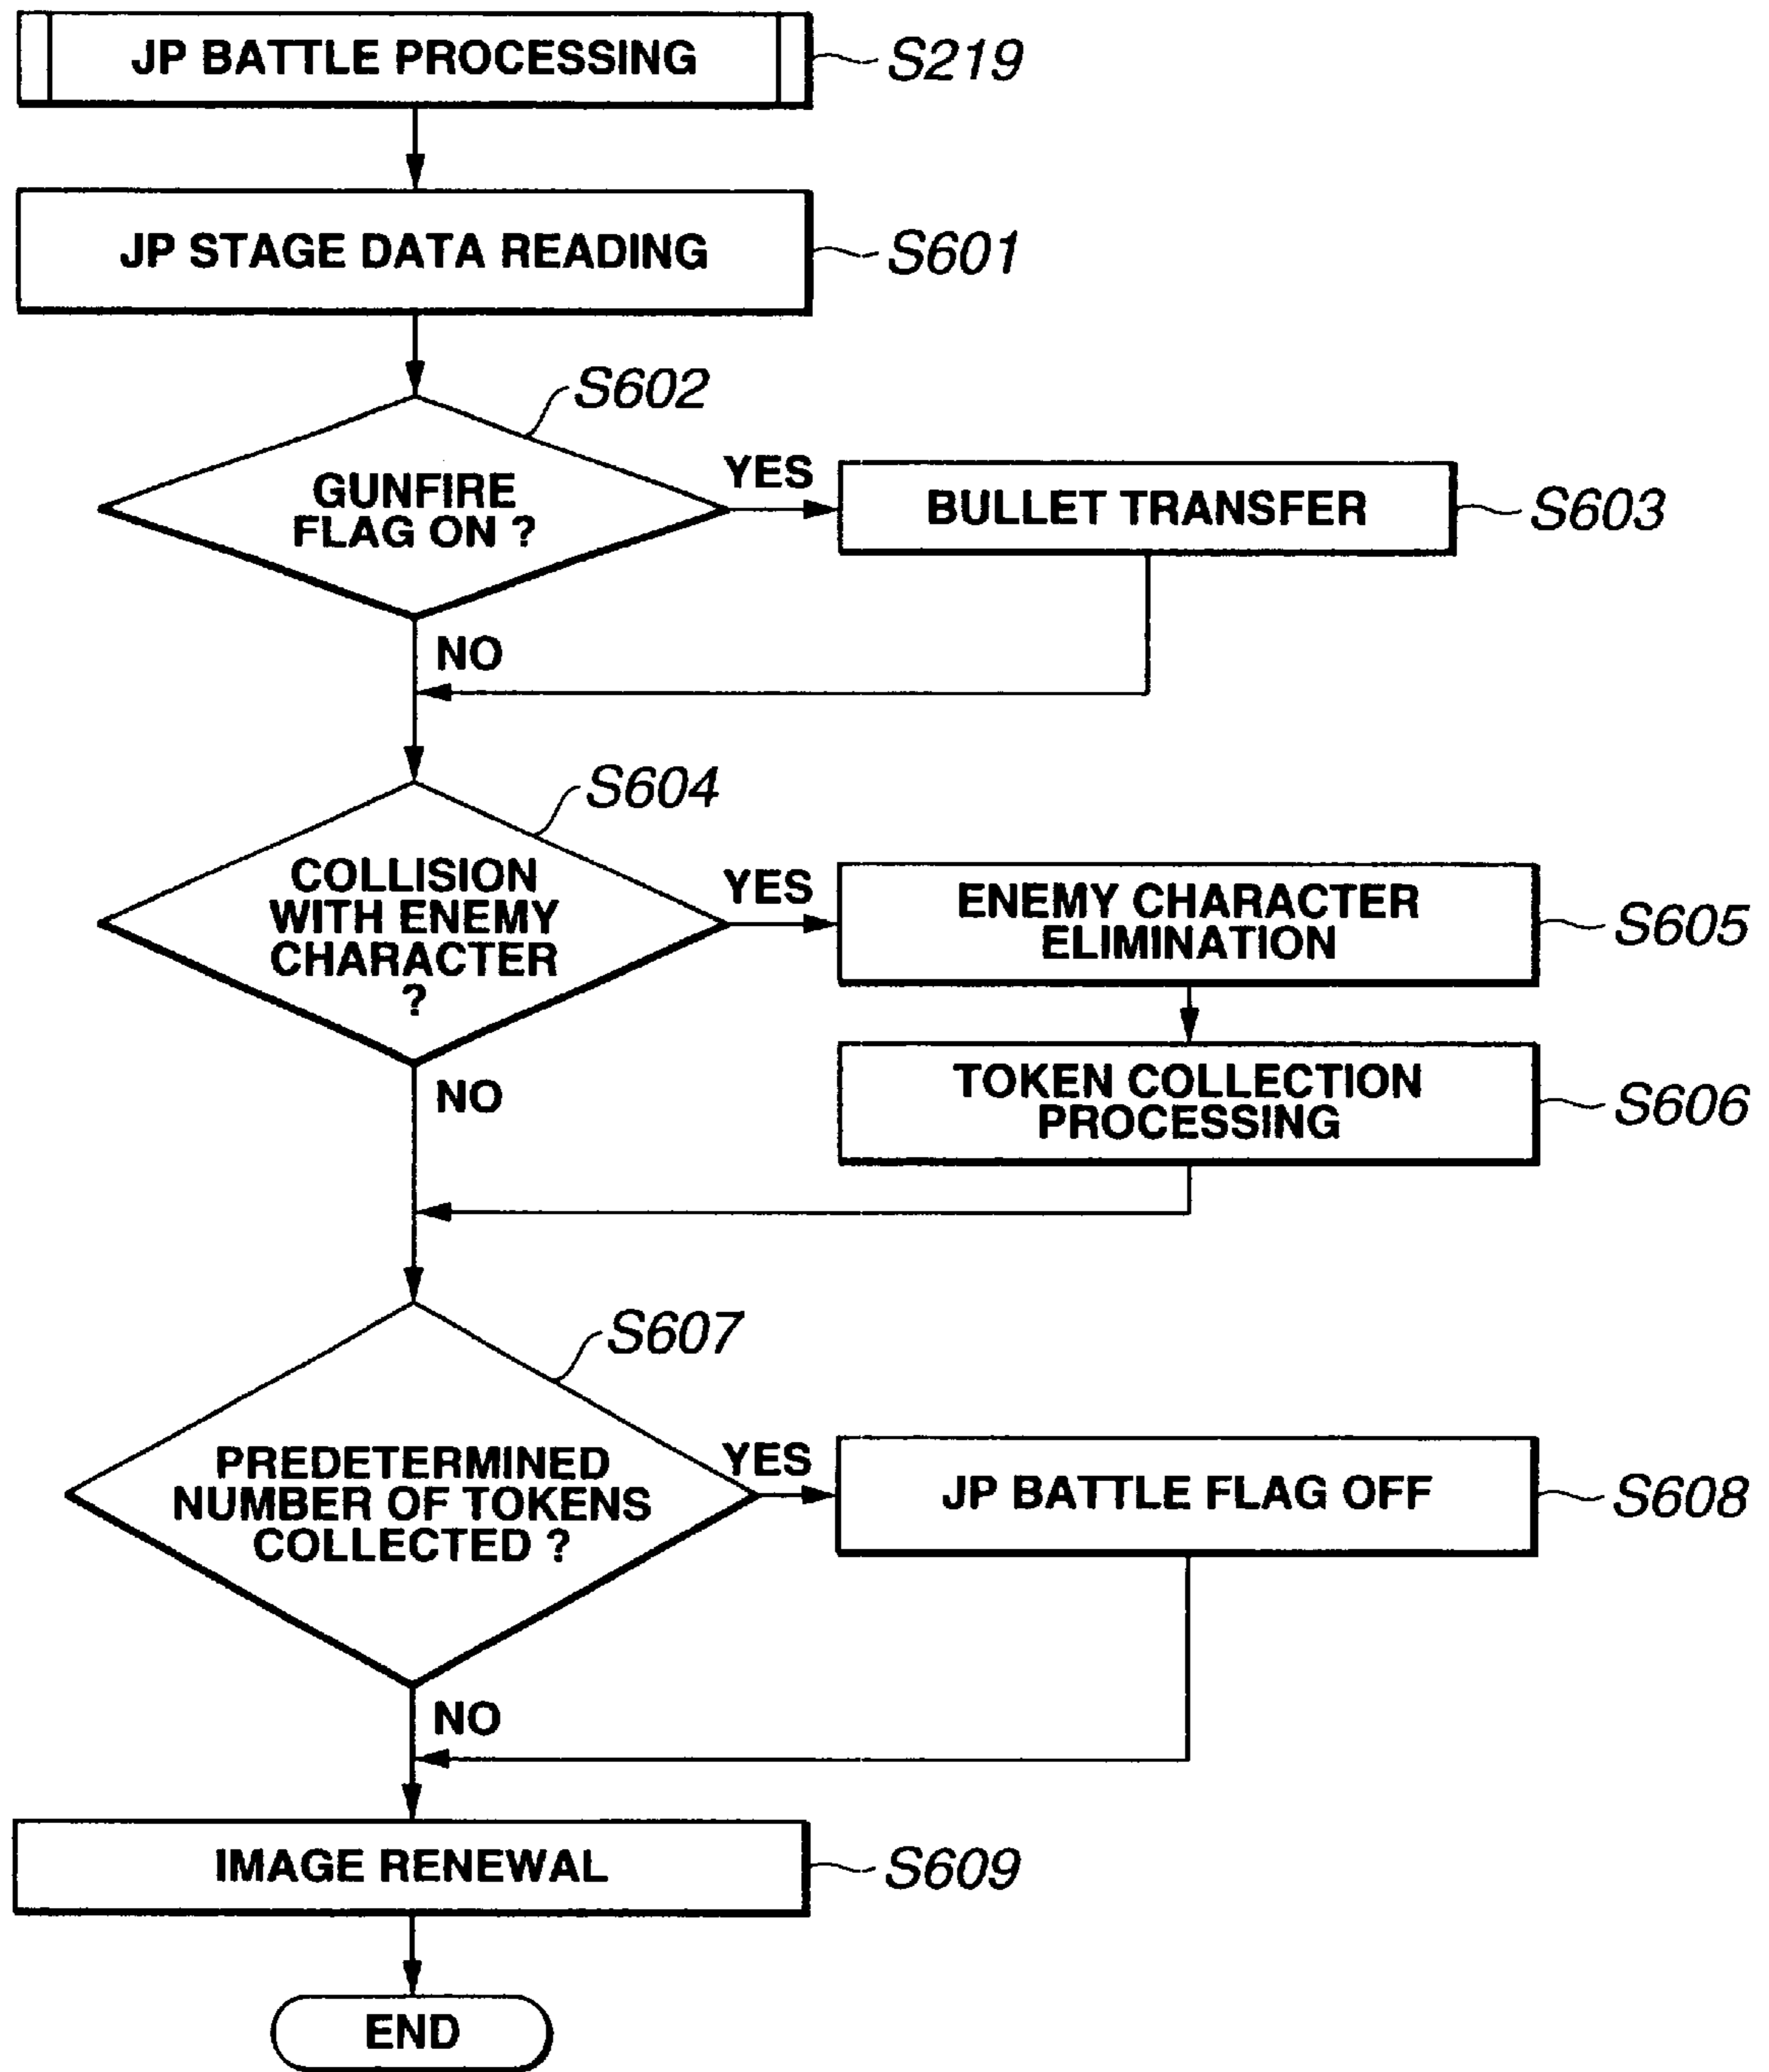 JP BATTLE PROCESSING
S219
JP STAGE DATA READING
S601
S602
GUNFIRE
FLAG ON ?
YES
BULLET TRANSFER
S603
NO
S604
COLLISION
WITH ENEMY
CHARACTER
?
YES
ENEMY CHARACTER
ELIMINATION
S605
TOKEN COLLECTION
PROCESSING
S606
NO
S607
PREDETERMINED
NUMBER OF TOKENS
COLLECTED ?
YES
JP BATTLE FLAG OFF
S608
NO
IMAGE RENEWAL
S609
END